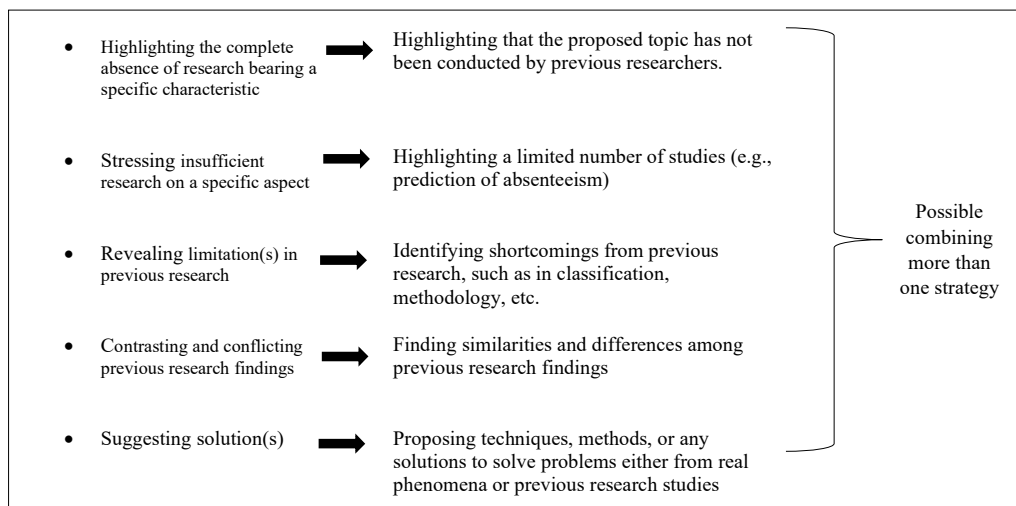 • Highlighting the complete
absence of research bearing a
specific characteristic
Highlighting that the proposed topic has not
been conducted by previous researchers.
• Stressing insufficient
research on a specific aspect
Highlighting a limited number of studies (e.g.,
prediction of absenteeism)
• Revealing limitation(s) in
previous research
Identifying shortcomings from previous
research, such as in classification,
methodology, etc.
• Contrasting and conflicting
previous research findings
Finding similarities and differences among
previous research findings
• Suggesting solution(s)
Proposing techniques, methods, or any
solutions to solve problems either from real
phenomena or previous research studies
Possible
combining
more than
one strategy